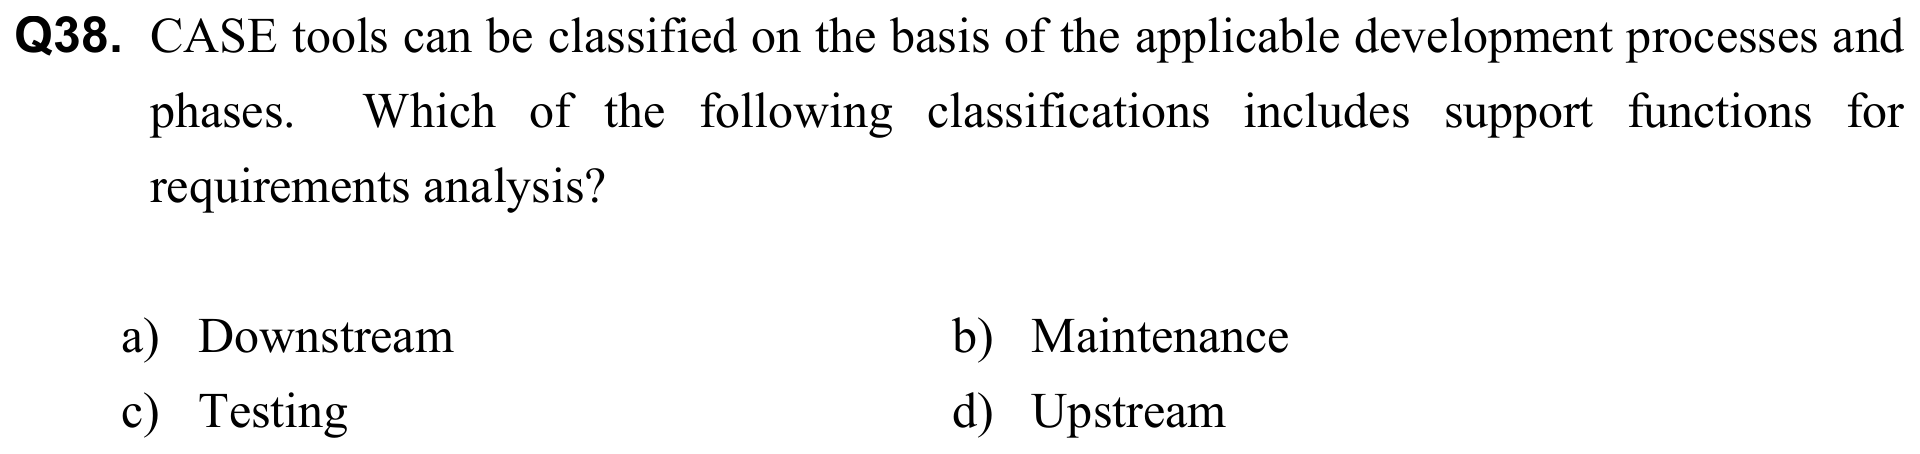 Q38. CASE tools can be classified on the basis of the applicable development processes and
phases. Which of the following classifications includes support functions for
requirements analysis?
a) Downstream b) Maintenance
c) Testing d) Upstream